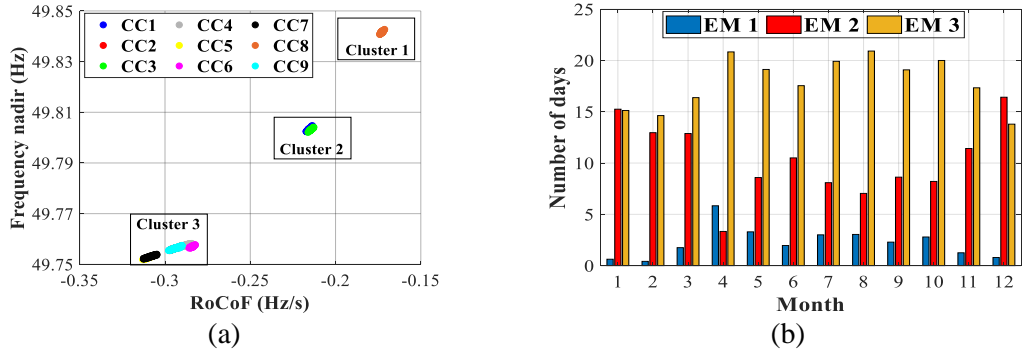 49.85
49.83
49.81
49.79
49.77
49.75
Frequency nadir (Hz)
CC1 CC4 CC7
CC2 CC5 CC8
CC3 CC6 CC9
Cluster 1
Cluster 2
Cluster 3
-0.35 -0.3 -0.25 -0.2 -0.15
RoCoF (Hz/s)
(a)
EM 1 EM 2 EM 3
25
20
15
10
5
0
Number of days
1 2 3 4 5 6 7 8 9 10 11 12
Month
(b)